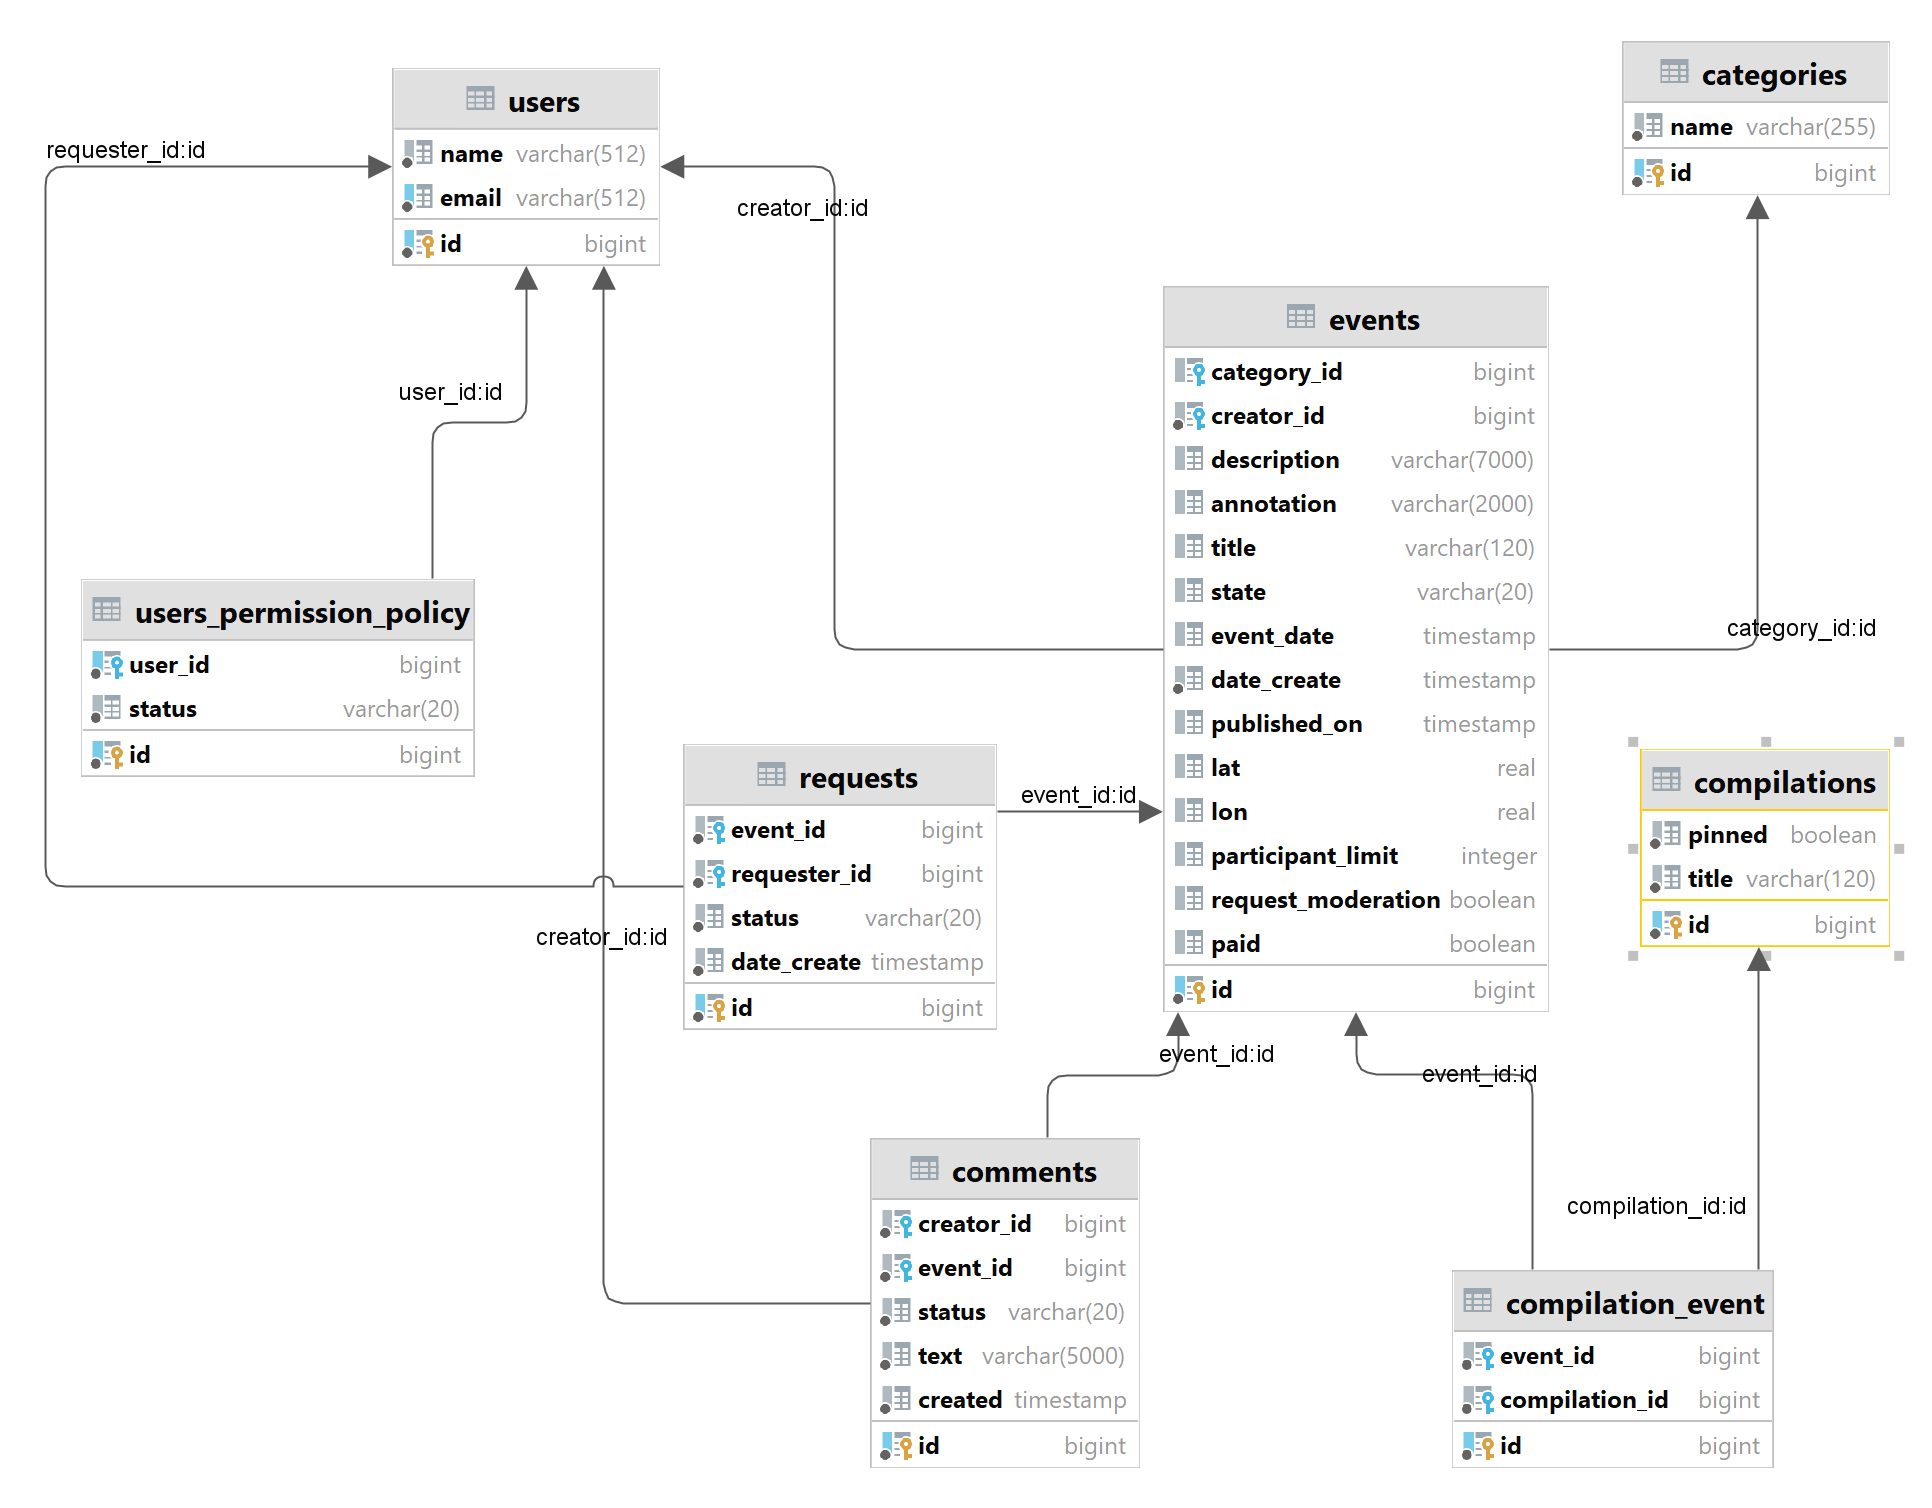 users
name varchar(512)
email varchar(512)
id bigint
categories
name varchar(255)
id bigint
requester_id:id
creator_id:id
user_id:id
events
category_id bigint
creator_id bigint
description varchar(7000)
annotation varchar(2000)
title varchar(120)
state varchar(20)
event_date timestamp
date_create timestamp
published_on timestamp
lat real
lon real
participant_limit integer
request_moderation boolean
paid boolean
id bigint
category_id:id
users_permission_policy
user_id bigint
status varchar(20)
id bigint
requests
event_id bigint
requester_id bigint
status varchar(20)
date_create timestamp
id bigint
event_id:id
compilations
pinned boolean
title varchar(120)
id bigint
creator_id:id
event_id:id
event_id:id
compilation_id:id
comments
creator_id bigint
event_id bigint
status varchar(20)
text varchar(5000)
created timestamp
id bigint
compilation_event
event_id bigint
compilation_id bigint
id bigint